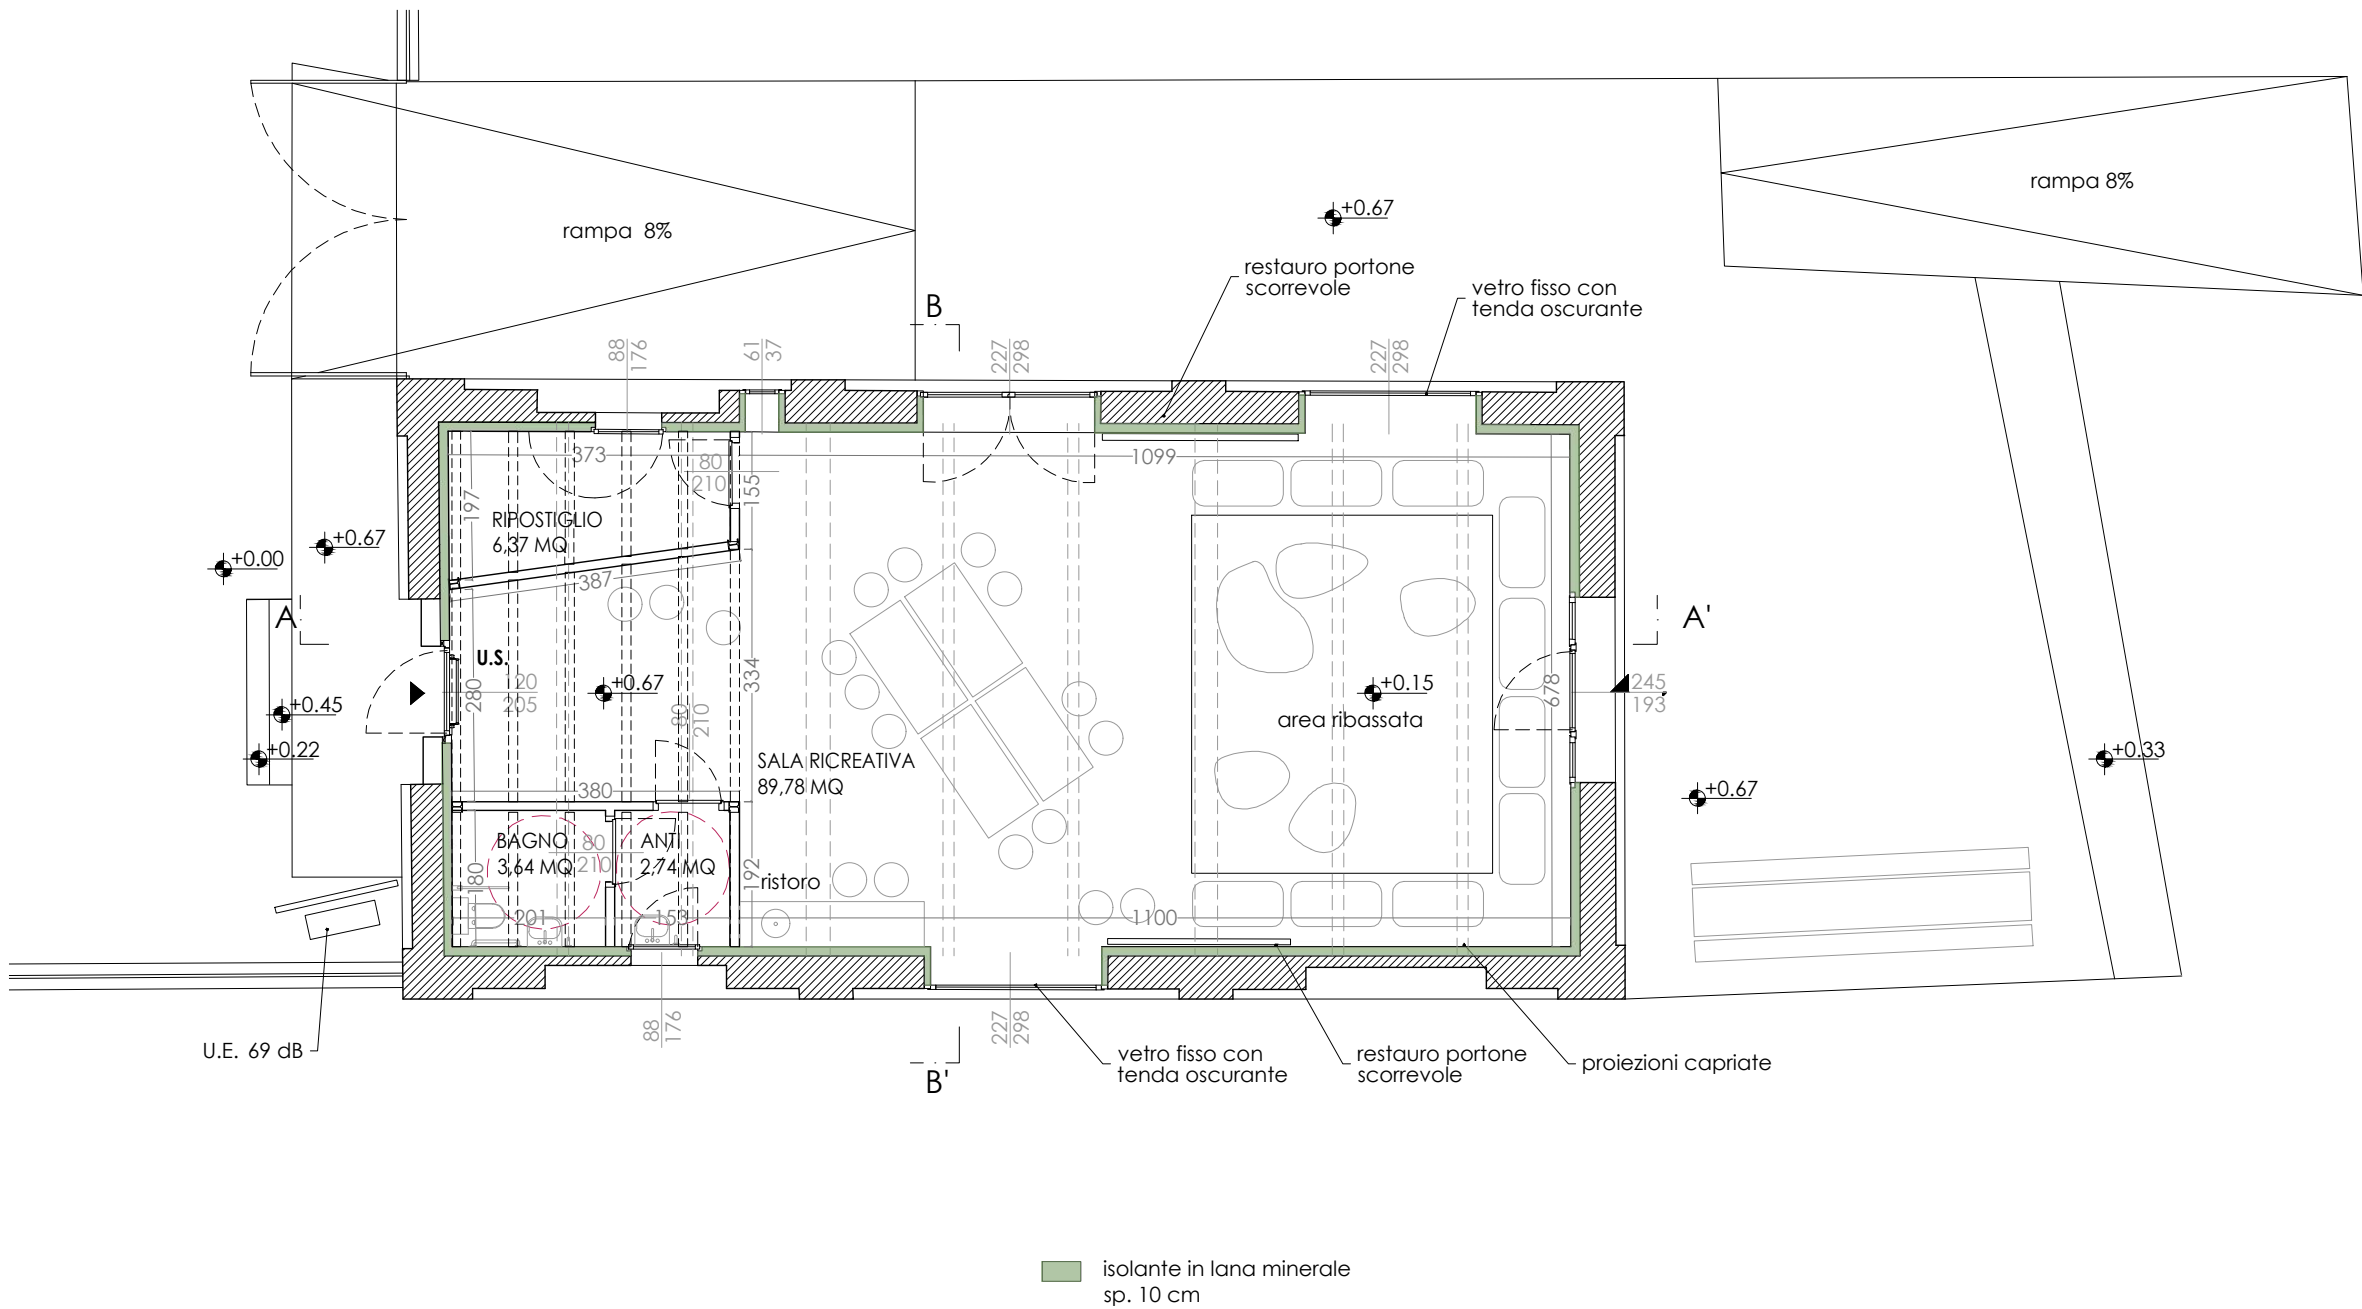 rampa 8%
+0.67
rampa 8%
restauro portone
scorrevole
vetro fisso con
tenda oscurante
B
88
176
61
37
227
298
227
298
373
80
210
1099
197
155
RIPOSTIGLIO
6,37 MQ
+0.67
+0.00
387
A
A'
U.S.
120
205
280
+0.67
334
80
210
+0.15
area ribassata
678
245
193
+0.45
+0.22
SALA RICREATIVA
89,78 MQ
+0.33
+0.67
380
BAGNO
3,64 MQ
80
210
ANTI
2,74 MQ
180
192
ristoro
201
153
1100
88
176
227
298
U.E. 69 dB
B'
vetro fisso con
tenda oscurante
restauro portone
scorrevole
proiezioni capriate
isolante in lana minerale
sp. 10 cm